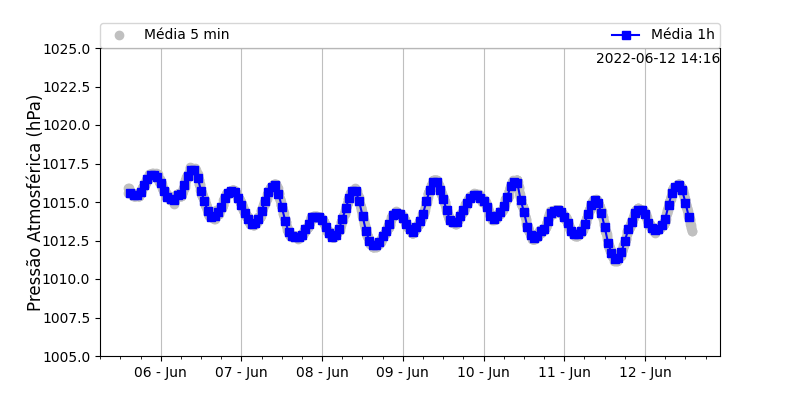 Média 5 min
Média 1h
2022-06-12 14:16
Pressão Atmosférica (hPa)
1025.0
1022.5
1020.0
1017.5
1015.0
1012.5
1010.0
1007.5
1005.0
06 - Jun
07 - Jun
08 - Jun
09 - Jun
10 - Jun
11 - Jun
12 - Jun